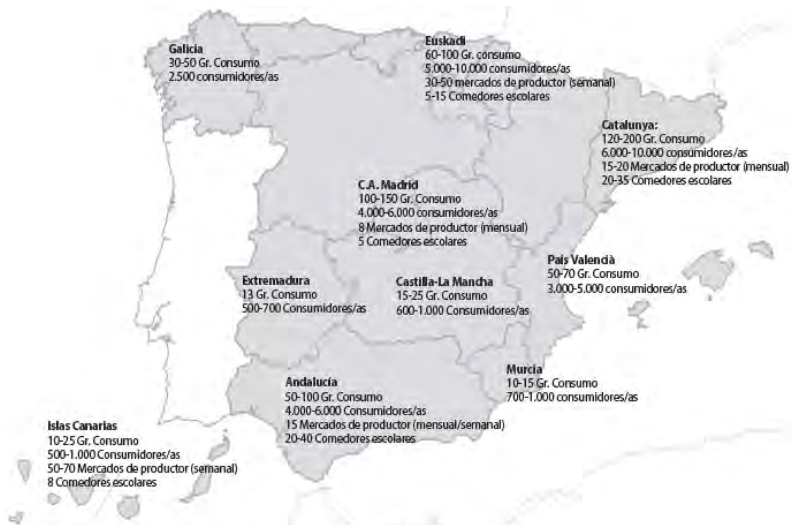 Galicia
30-50 Gr. Consumo
2.500 consumidores/as
Euskadi
60-100 Gr. consumo
5.000-10.000 consumidores/as
30-50 mercados de productor (semanal)
5-15 Comedores escolares
Catalunya:
120-200 Gr. Consumo
6.000-10.000 consumidores/as
15-20 Mercados de productor (mensual)
20-35 Comedores escolares
C.A. Madrid
100-150 Gr. Consumo
4.000-6.000 consumidores/as
8 Mercados de productor (mensual)
5 Comedores escolares
País Valencià
50-70 Gr. Consumo
3.000-5.000 consumidores/as
Extremadura
13 Gr. Consumo
500-700 Consumidores/as
Castilla-La Mancha
15-25 Gr. Consumo
600-1.000 Consumidores/as
Murcia
10-15 Gr. Consumo
700-1.000 consumidores/as
Andalucía
50-100 Gr. Consumo
4.000-6.000 Consumidores/as
15 Mercados de productor (mensual/semanal)
20-40 Comedores escolares
Islas Canarias
10-25 Gr. Consumo
500-1.000 Consumidores/as
50-70 Mercados de productor (semanal)
8 Comedores escolares